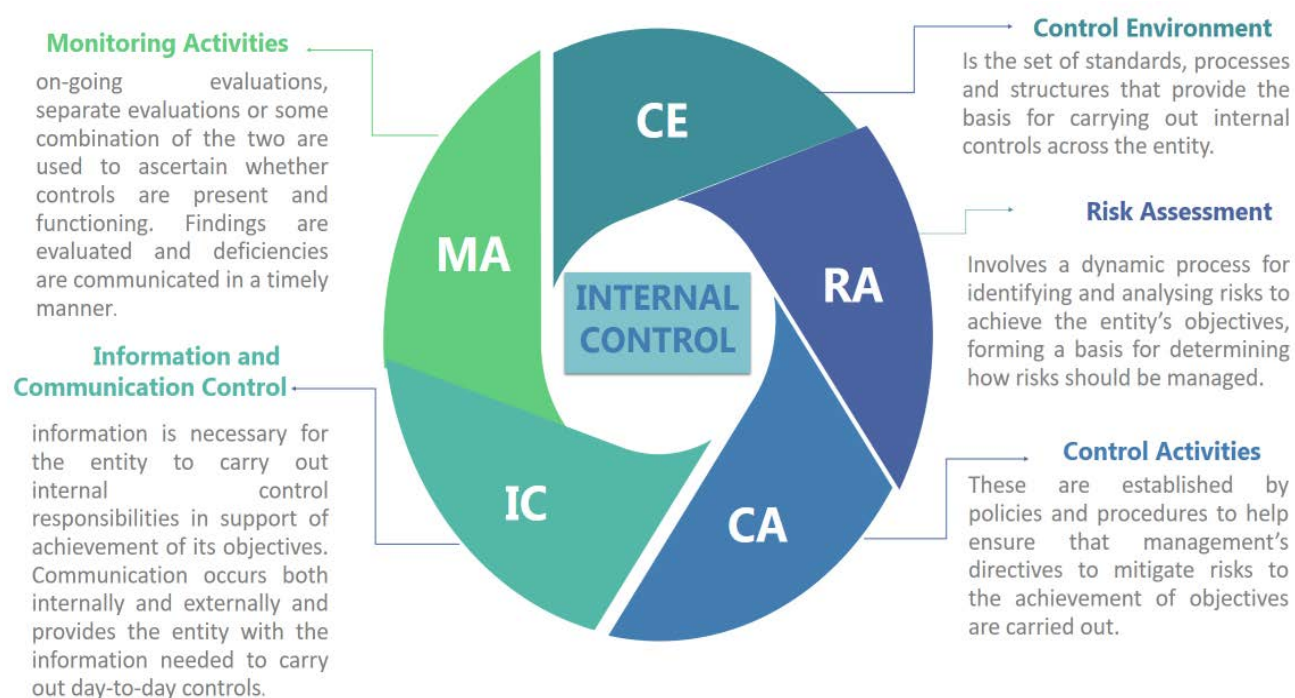 Monitoring Activities
on-going evaluations,
separate evaluations or some
combination of the two are
used to ascertain whether
controls are present and
functioning. Findings are
evaluated and deficiencies
are communicated in a timely
manner.
Information and
Communication Control
information is necessary for
the entity to carry out
internal control
responsibilities in support of
achievement of its objectives.
Communication occurs both
internally and externally and
provides the entity with the
information needed to carry
out day-to-day controls.
CE
RA
CA
IC
MA
INTERNAL
CONTROL
Control Environment
Is the set of standards, processes
and structures that provide the
basis for carrying out internal
controls across the entity.
Risk Assessment
Involves a dynamic process for
identifying and analysing risks to
achieve the entity's objectives,
forming a basis for determining
how risks should be managed.
Control Activities
These are established by
policies and procedures to help
ensure that management's
directives to mitigate risks to
the achievement of objectives
are carried out.